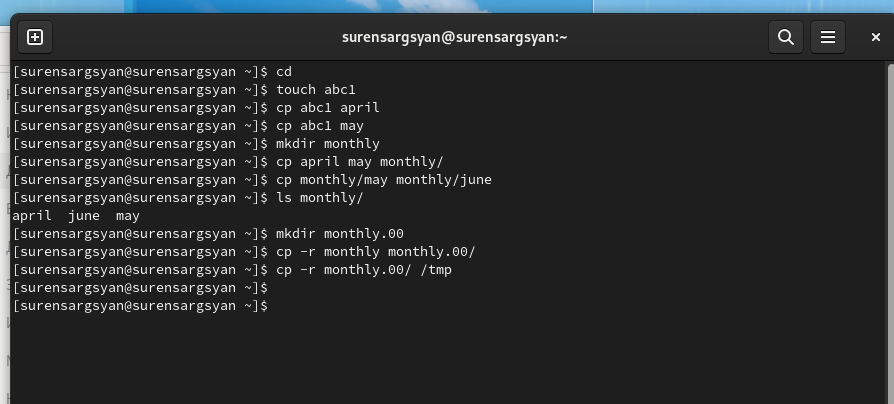 surensargsyan@surensargsyan:~
[surensargsyan@surensargsyan ~]$ cd
[surensargsyan@surensargsyan ~]$ touch abc1
[surensargsyan@surensargsyan ~]$ cp abc1 april
[surensargsyan@surensargsyan ~]$ cp abc1 may
[surensargsyan@surensargsyan ~]$ mkdir monthly
[surensargsyan@surensargsyan ~]$ cp april may monthly/
[surensargsyan@surensargsyan ~]$ cp monthly/may monthly/june
[surensargsyan@surensargsyan ~]$ ls monthly/
april  june  may
[surensargsyan@surensargsyan ~]$ mkdir monthly.00
[surensargsyan@surensargsyan ~]$ cp -r monthly monthly.00/
[surensargsyan@surensargsyan ~]$ cp -r monthly.00/ /tmp
[surensargsyan@surensargsyan ~]$
[surensargsyan@surensargsyan ~]$